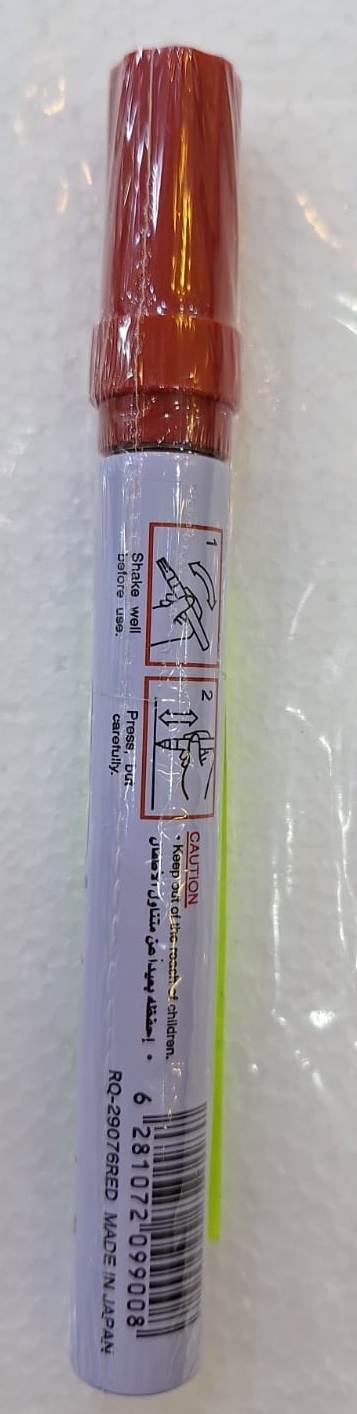 1
Shake well
before use.
2
Press, but
carefully.
CAUTION
• Keep out of the reach of children.
• إحفظه بعيدا عن متناول الأطفال
6 281072 099008
RQ-29076RED MADE IN JAPAN